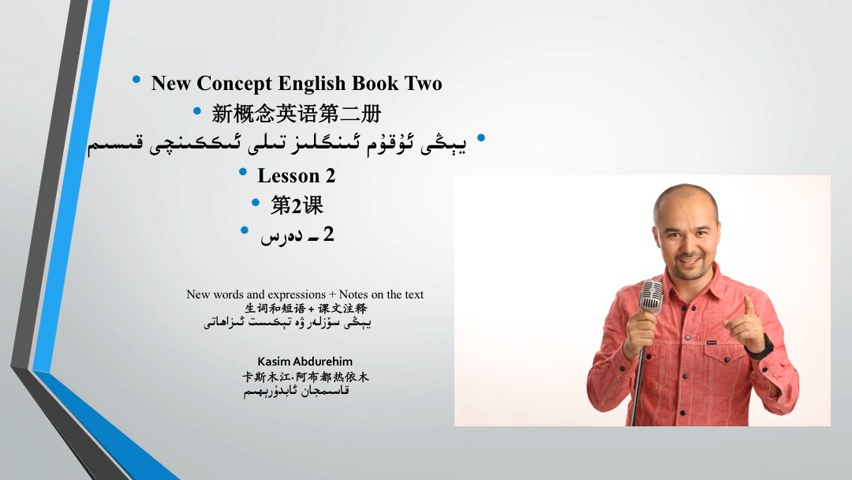 New Concept English Book Two
新概念英语第二册
يېڭى ئۇقۇم ئىنگلىز تىلى ئىككىنچى قىسىم
Lesson 2
第2课
2 ـ دەرس
New words and expressions + Notes on the text
生词和短语 + 课文注释
يېڭى سۆزلەر ۋە تېكىست ئىزاھاتى
Kasim Abdurehim
卡斯木江·阿布都热依木
قاسىمجان ئابدۇرېھىم